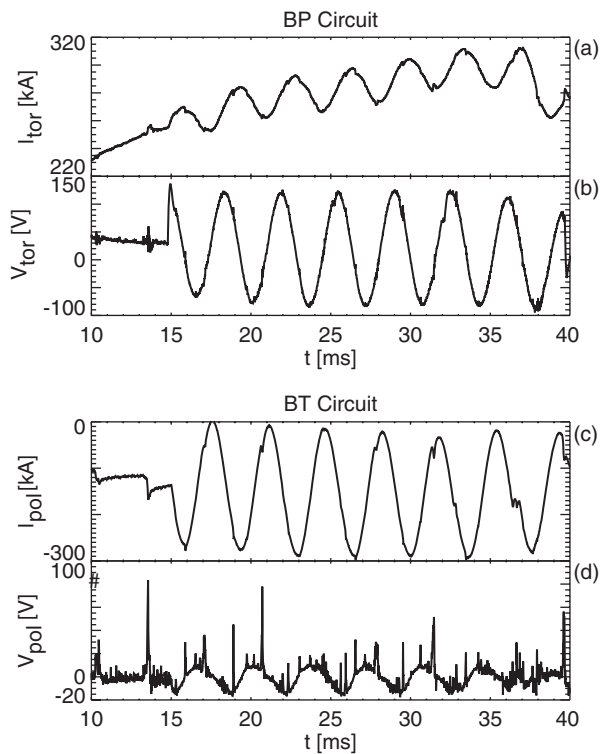 BP Circuit
320
I_tor [kA]
(a)
220
150
V_tor [V]
(b)
0
-100
10 15 20 25 30 35 40
t [ms]
BT Circuit
0
I_pol[kA]
(c)
-300
100
#
V_pol [V]
(d)
0
-20
10 15 20 25 30 35 40
t [ms]